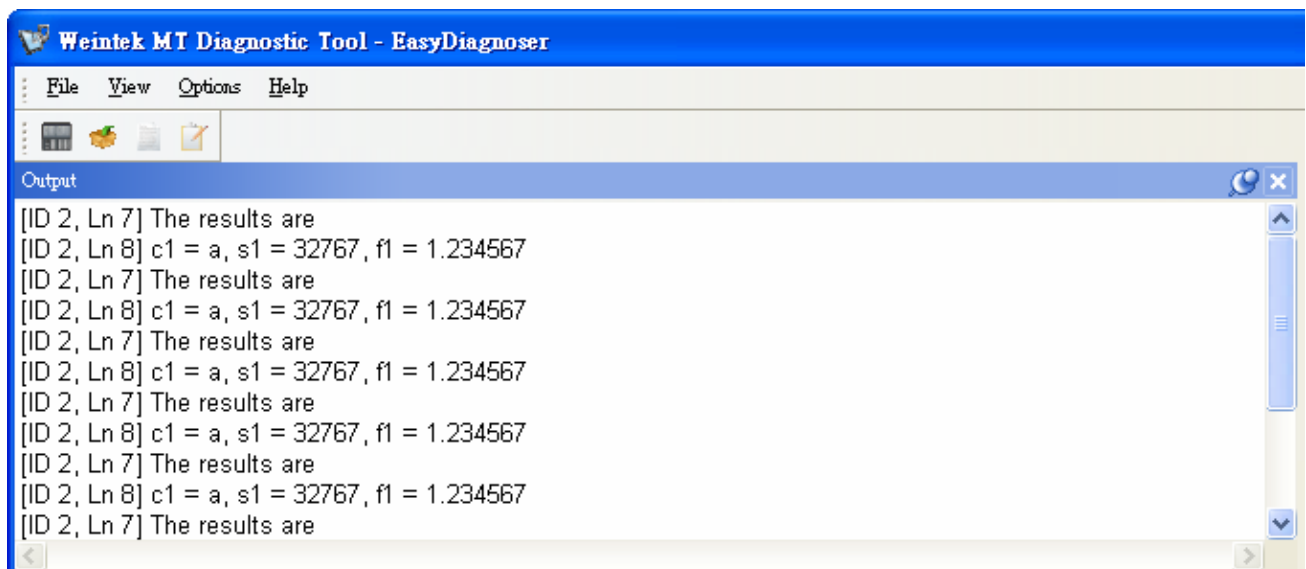 Weintek MT Diagnostic Tool - EasyDiagnoser
File View Options Help
Output
[ID 2, Ln 7] The results are
[ID 2, Ln 8] c1 = a, s1 = 32767, f1 = 1.234567
[ID 2, Ln 7] The results are
[ID 2, Ln 8] c1 = a, s1 = 32767, f1 = 1.234567
[ID 2, Ln 7] The results are
[ID 2, Ln 8] c1 = a, s1 = 32767, f1 = 1.234567
[ID 2, Ln 7] The results are
[ID 2, Ln 8] c1 = a, s1 = 32767, f1 = 1.234567
[ID 2, Ln 7] The results are
[ID 2, Ln 8] c1 = a, s1 = 32767, f1 = 1.234567
[ID 2, Ln 7] The results are